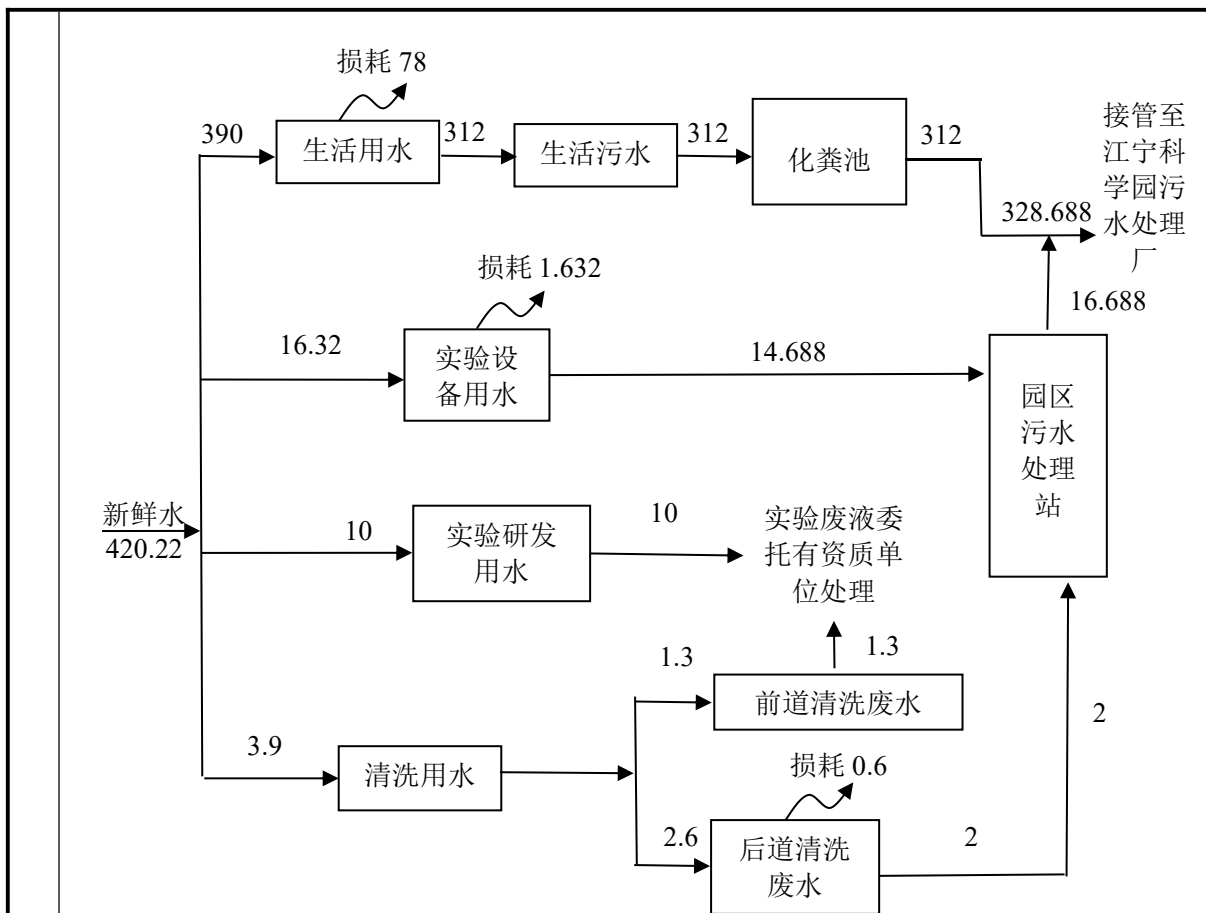 损耗 78
390
生活用水
312
生活污水
312
化粪池
312
接管至
江宁科
学园污
水处理
厂
328.688
16.688
损耗 1.632
16.32
实验设
备用水
14.688
园区
污水
处理
站
新鲜水
420.22
10
实验研发
用水
10
实验废液委
托有资质单
位处理
1.3
1.3
前道清洗废水
3.9
清洗用水
损耗 0.6
2.6
后道清洗
废水
2
2